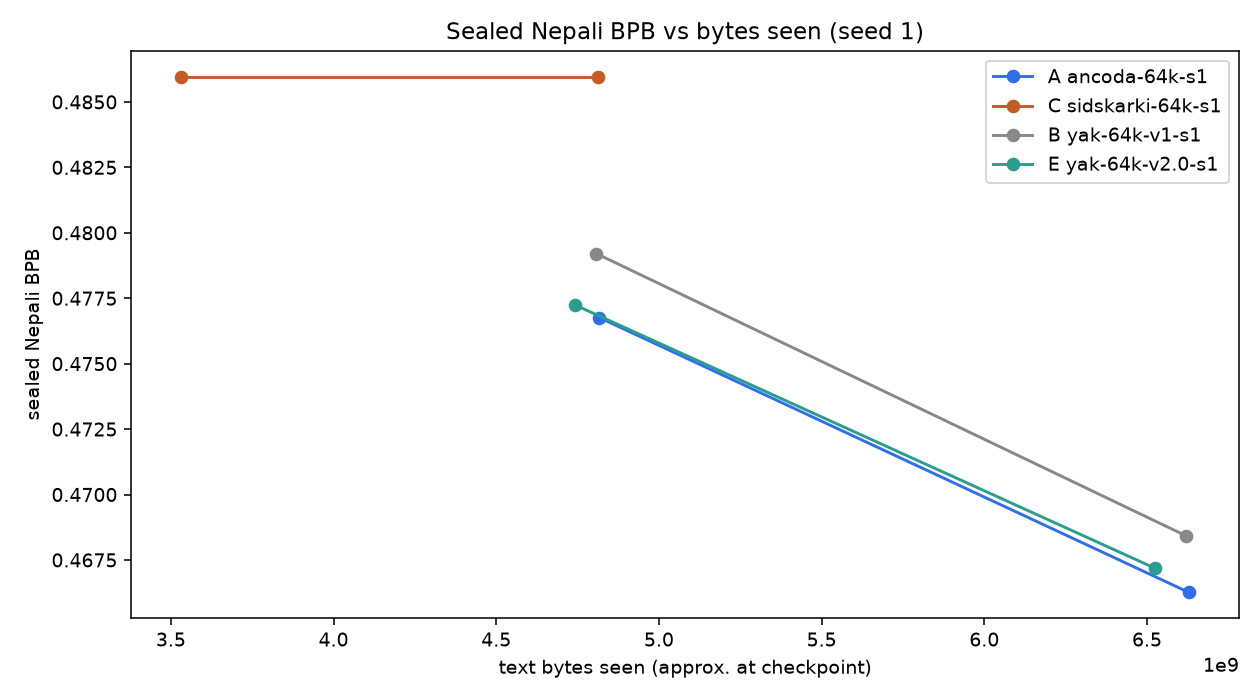 Sealed Nepali BPB vs bytes seen (seed 1)
A ancoda-64k-s1
C sidskarki-64k-s1
B yak-64k-v1-s1
E yak-64k-v2.0-s1
sealed Nepali BPB
0.4850
0.4825
0.4800
0.4775
0.4750
0.4725
0.4700
0.4675
3.5 4.0 4.5 5.0 5.5 6.0 6.5
1e9
text bytes seen (approx. at checkpoint)